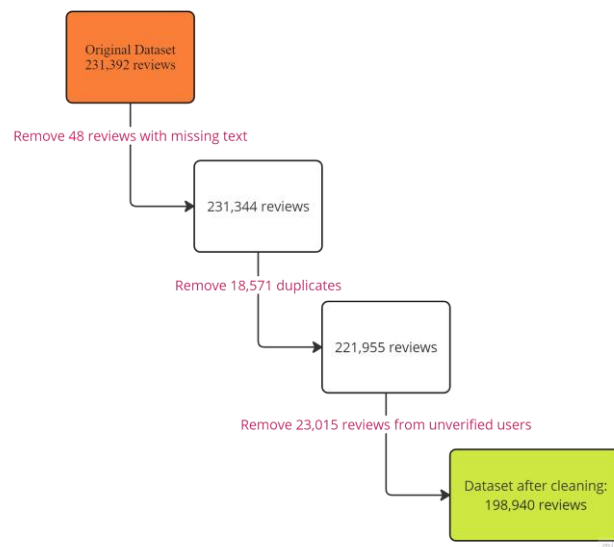 Original Dataset
231,392 reviews
Remove 48 reviews with missing text
231,344 reviews
Remove 18,571 duplicates
221,955 reviews
Remove 23,015 reviews from unverified users
Dataset after cleaning:
198,940 reviews